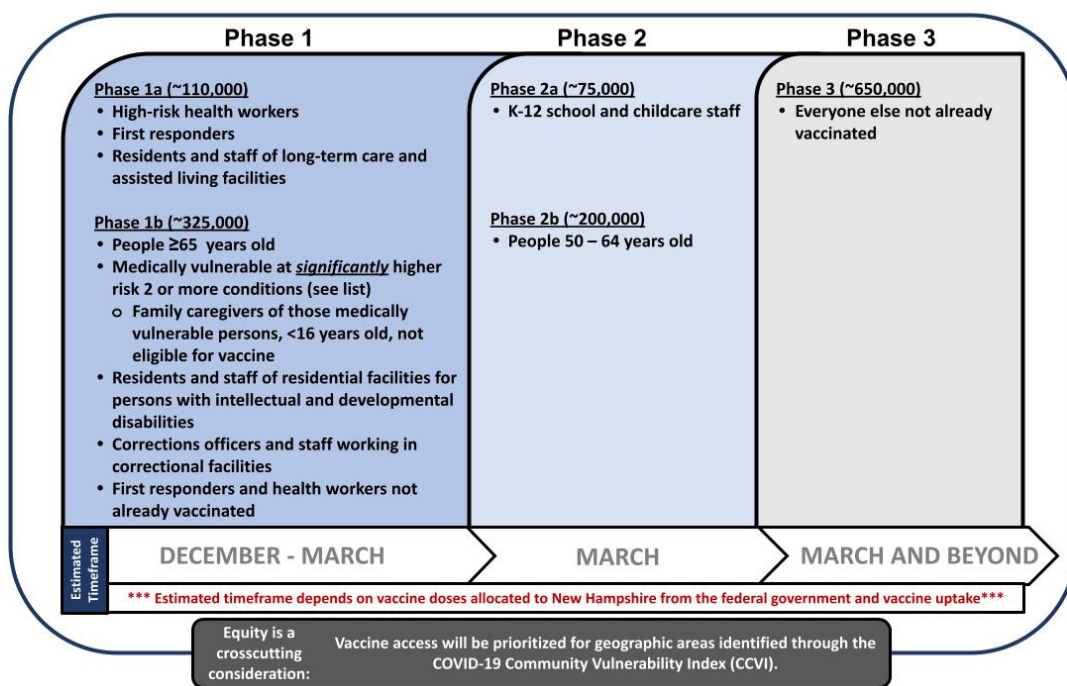 Phase 1
Phase 2
Phase 3
Phase 1a (~110,000)
• High-risk health workers
• First responders
• Residents and staff of long-term care and
assisted living facilities
Phase 1b (~325,000)
• People ≥65 years old
• Medically vulnerable at significantly higher
risk 2 or more conditions (see list)
o Family caregivers of those medically
vulnerable persons, <16 years old, not
eligible for vaccine
• Residents and staff of residential facilities for
persons with intellectual and developmental
disabilities
• Corrections officers and staff working in
correctional facilities
• First responders and health workers not
already vaccinated
Phase 2a (~75,000)
• K-12 school and childcare staff
Phase 2b (~200,000)
• People 50 – 64 years old
Phase 3 (~650,000)
• Everyone else not already
vaccinated
Estimated
Timeframe
DECEMBER - MARCH
MARCH
MARCH AND BEYOND
*** Estimated timeframe depends on vaccine doses allocated to New Hampshire from the federal government and vaccine uptake***
Equity is a
crosscutting
consideration:
Vaccine access will be prioritized for geographic areas identified through the
COVID-19 Community Vulnerability Index (CCVI).